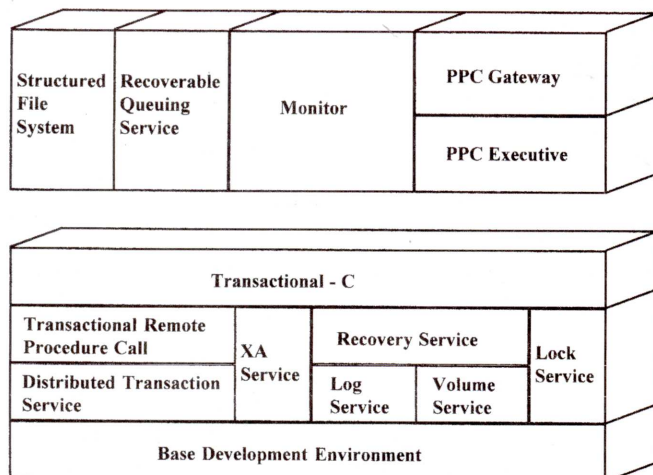 Structured
File
System
Recoverable
Queuing
Service
Monitor
PPC Gateway
PPC Executive
Transactional - C
Transactional Remote
Procedure Call
Distributed Transaction
Service
XA
Service
Recovery Service
Log
Service
Volume
Service
Lock
Service
Base Development Environment